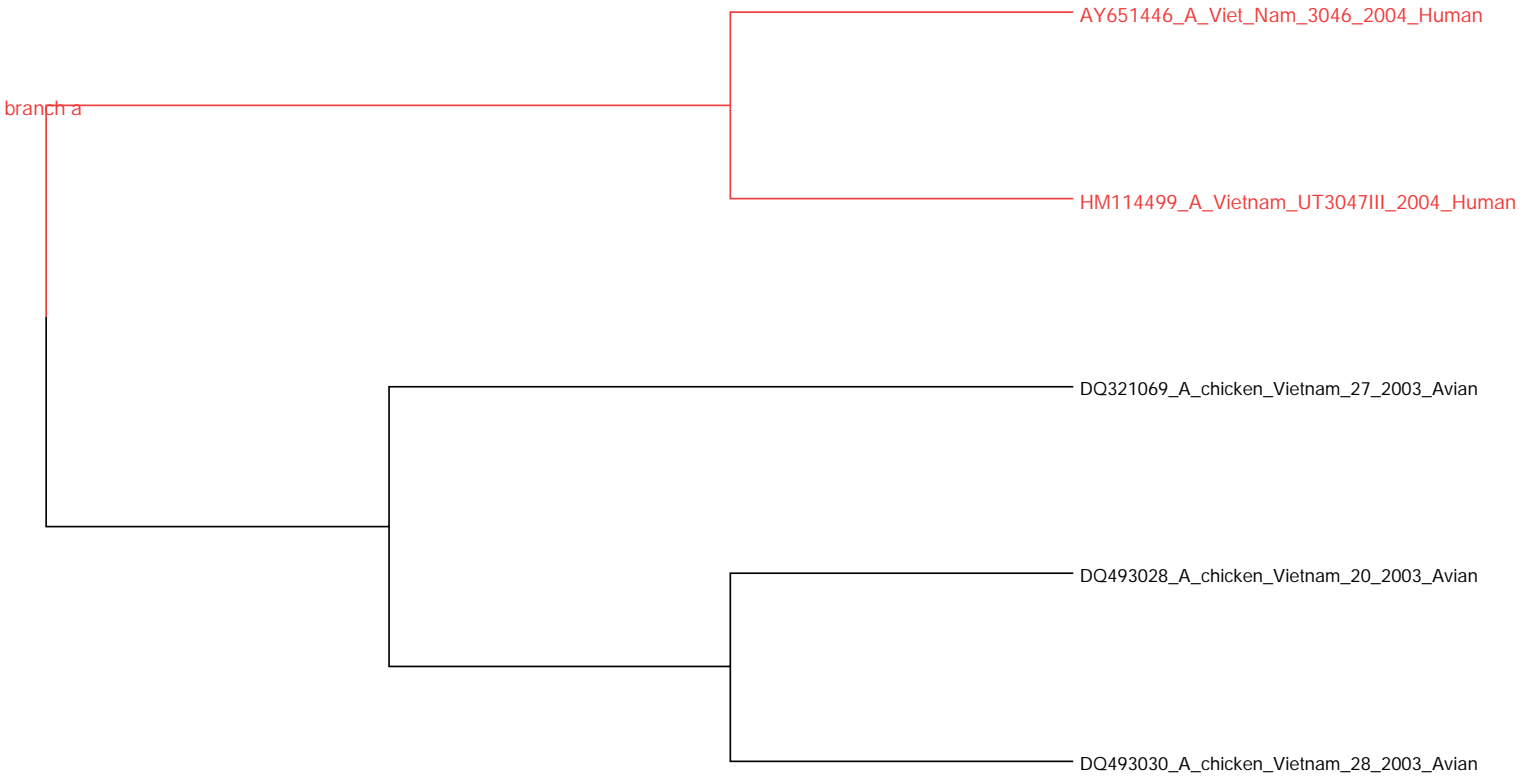 AY651446_A_Viet_Nam_3046_2004_Human
branch a
HM114499_A_Vietnam_UT3047III_2004_Human
DQ321069_A_chicken_Vietnam_27_2003_Avian
DQ493028_A_chicken_Vietnam_20_2003_Avian
DQ493030_A_chicken_Vietnam_28_2003_Avian